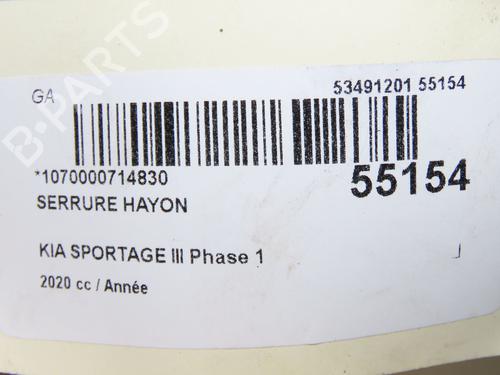 GA
53491201 55154
*1070000714830
55154
SERRURE HAYON
KIA SPORTAGE III Phase 1
2020 cc / Année
B-PARTS